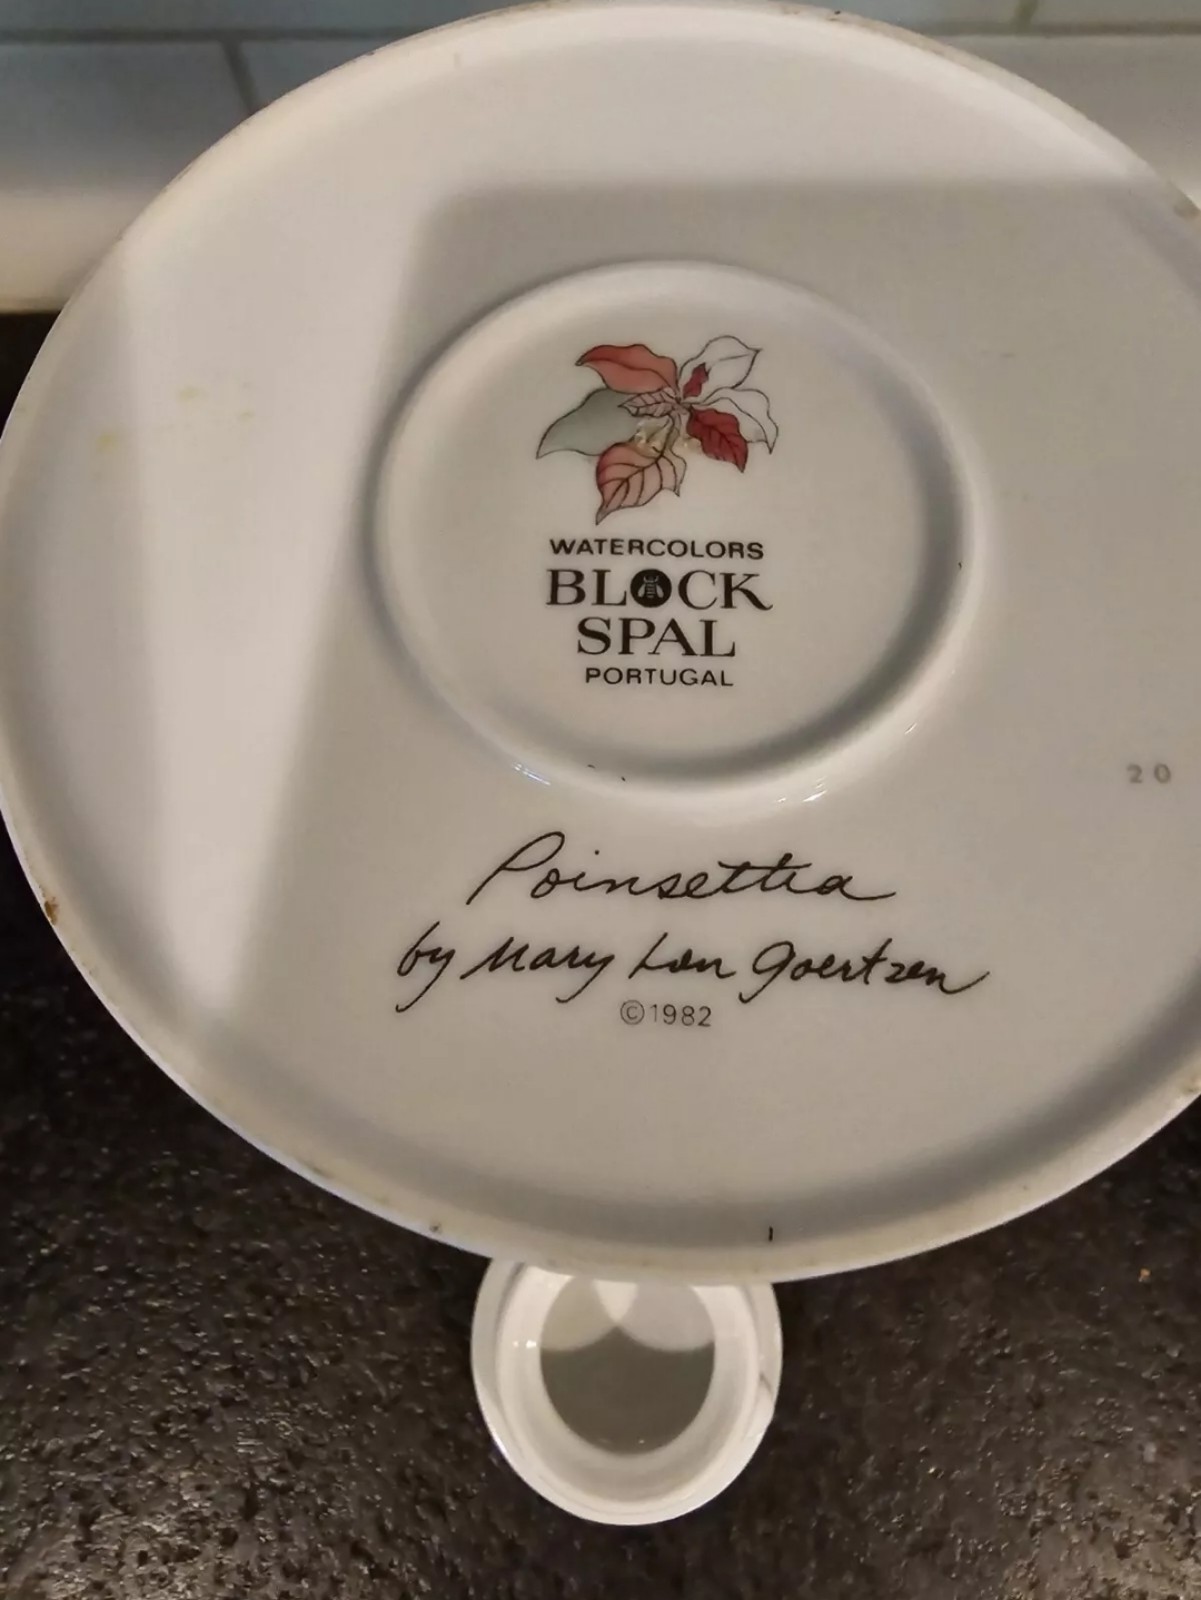 WATERCOLORS
BLOCK
SPAL
PORTUGAL
20
Poinsettia
by Mary Lou Goertzen
©1982